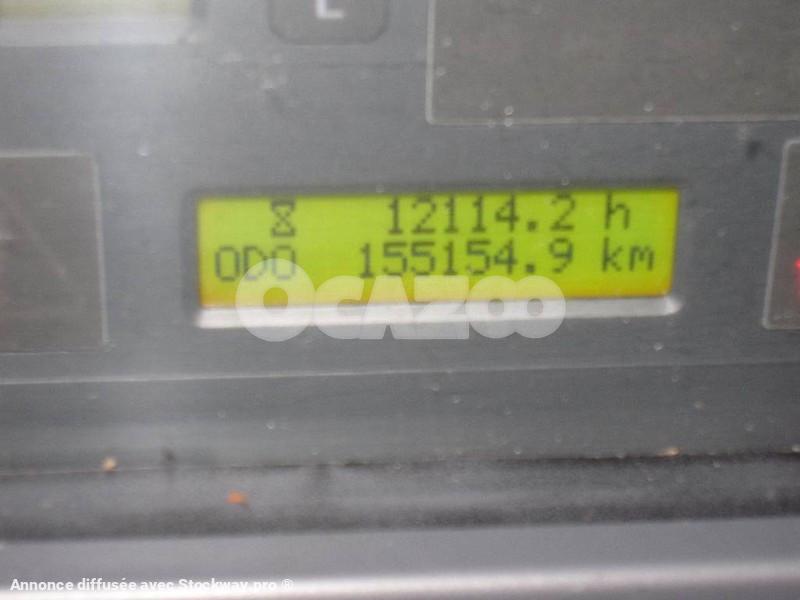 L
12114.2 h
ODO 155154.9 km
OCAZOO
Annonce diffusée avec Stockway.pro ®